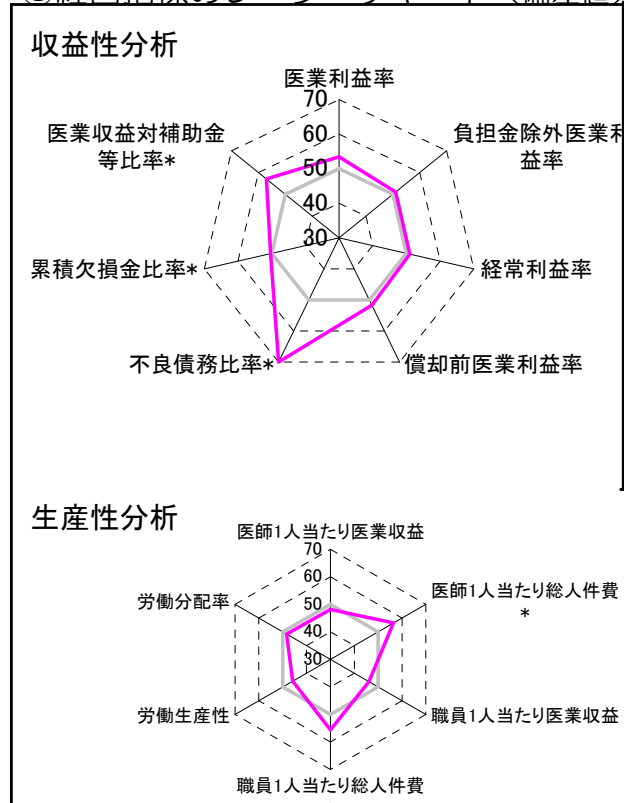 収益性分析
医業利益率
70
60
50
40
30
医業収益対補助金
等比率*
負担金除外医業利
益率
累積欠損金比率*
経常利益率
不良債務比率*
償却前医業利益率
生産性分析
医師1人当たり医業収益
70
60
50
40
30
労働分配率
医師1人当たり総人件費
*
労働生産性
職員1人当たり医業収益
職員1人当たり総人件費